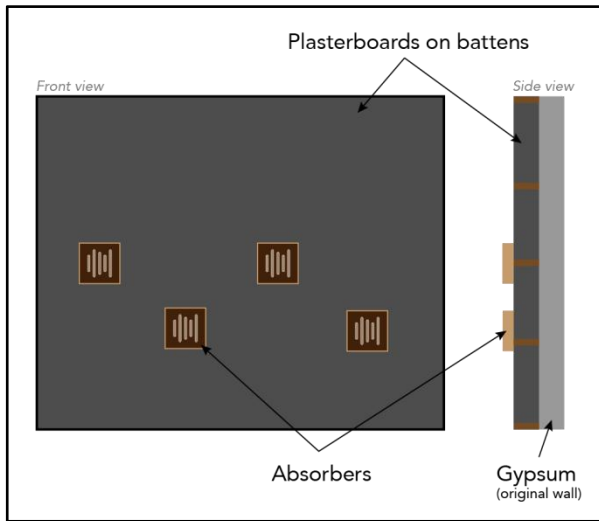 Plasterboards on battens
Front view
Side view
Absorbers
Gypsum
(original wall)